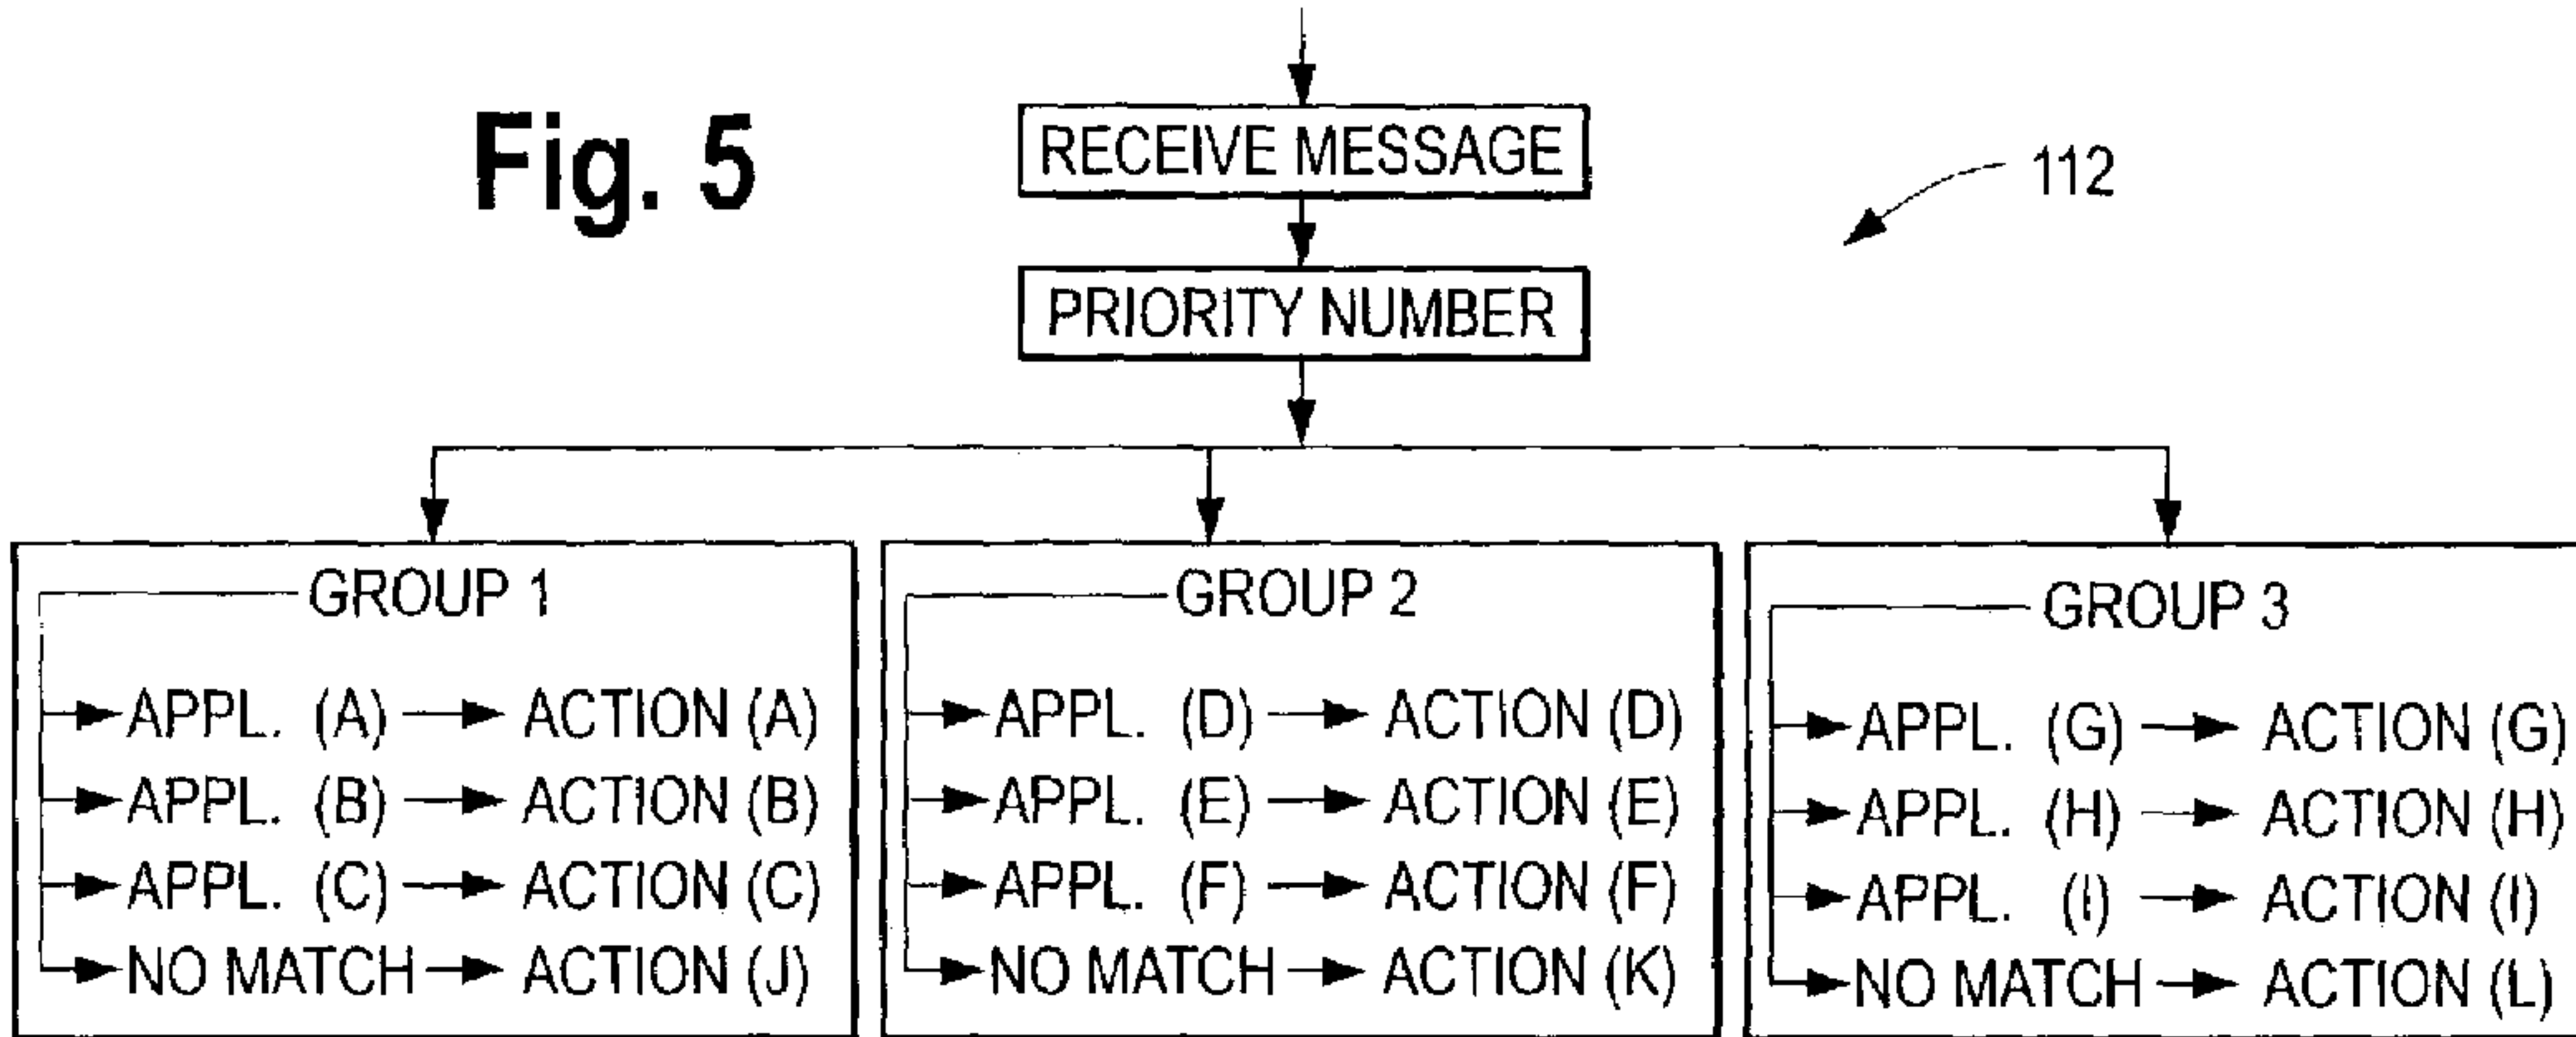 Fig. 5
RECEIVE MESSAGE
112
PRIORITY NUMBER
GROUP 1
APPL. (A) ACTION (A)
APPL. (B) ACTION (B)
APPL. (C) ACTION (C)
NO MATCH ACTION (J)
GROUP 2
APPL. (D) ACTION (D)
APPL. (E) ACTION (E)
APPL. (F) ACTION (F)
NO MATCH ACTION (K)
GROUP 3
APPL. (G) ACTION (G)
APPL. (H) ACTION (H)
APPL. (I) ACTION (I)
NO MATCH ACTION (L)